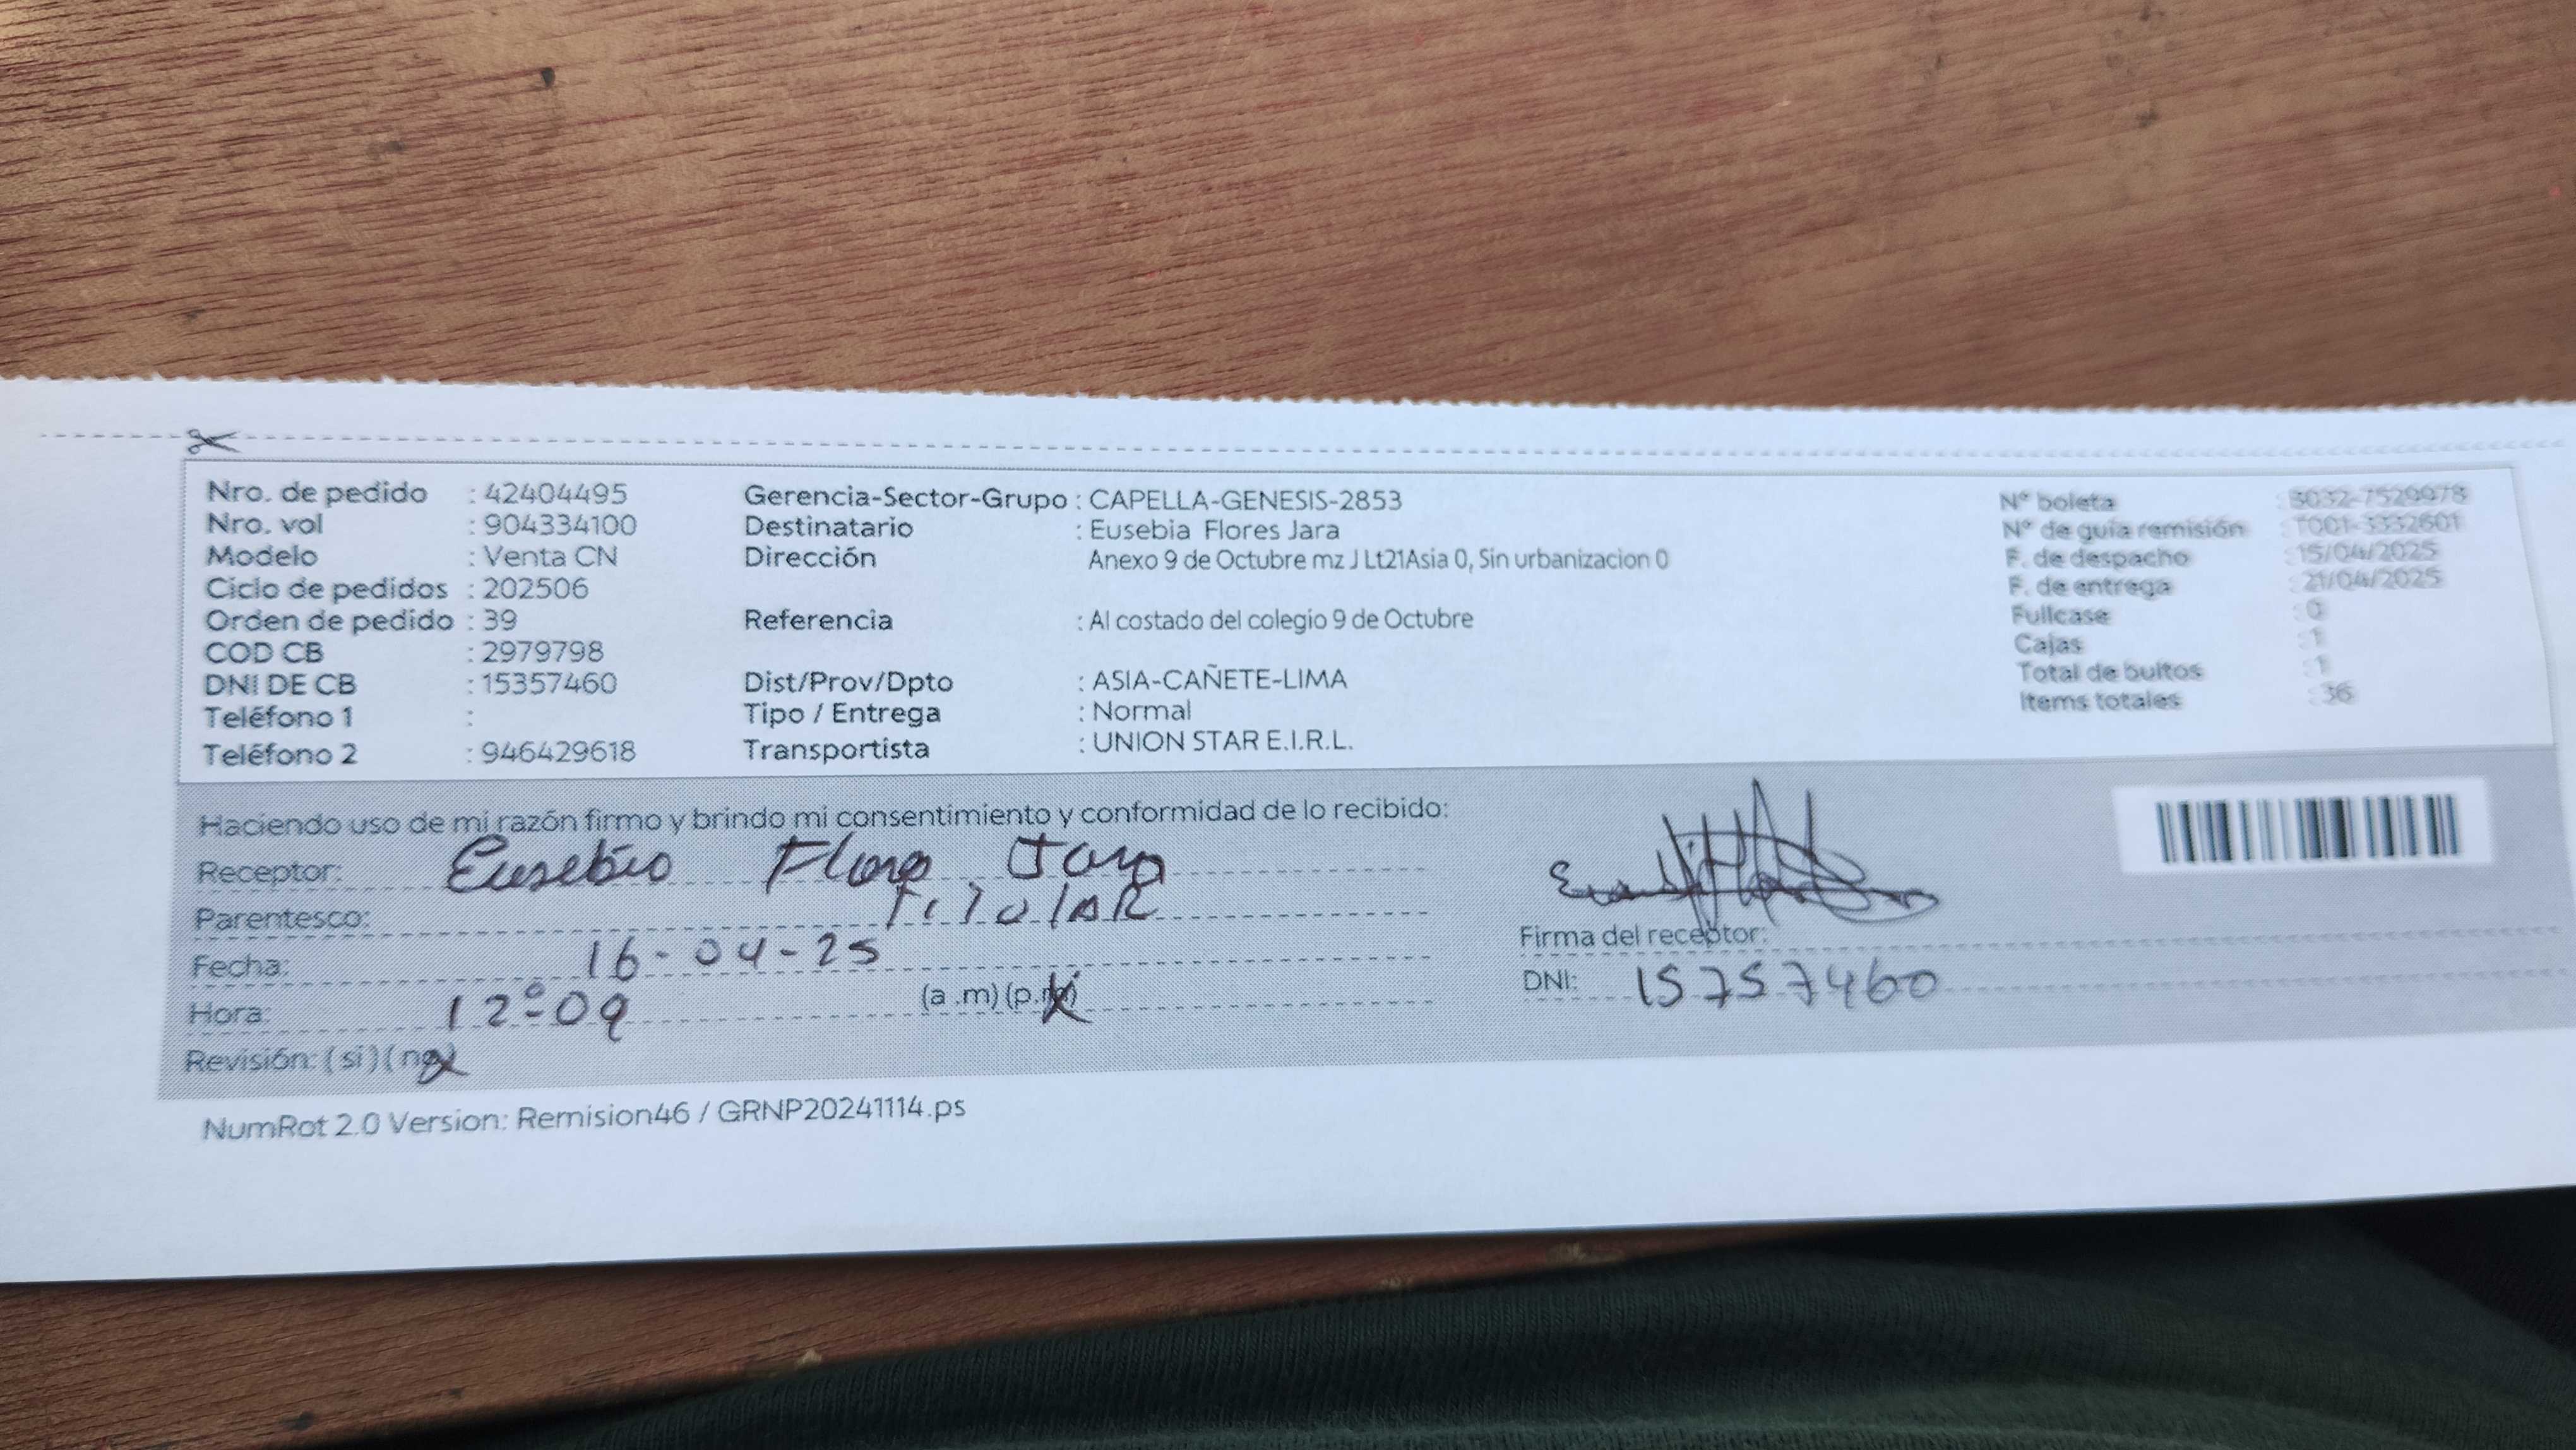 Nro. de pedido : 42404495
Nro. vol : 904334100
Modelo : Venta CN
Ciclo de pedidos : 202506
Orden de pedido : 39
COD CB : 2979798
DNI DE CB : 15357460
Teléfono 1 :
Teléfono 2 : 946429618
Gerencia-Sector-Grupo : CAPELLA-GENESIS-2853
Destinatario : Eusebia Flores Jara
Dirección Anexo 9 de Octubre mz J Lt21Asia 0, Sin urbanizacion 0
Referencia : Al costado del colegio 9 de Octubre
Dist/Prov/Dpto : ASIA-CAÑETE-LIMA
Tipo / Entrega : Normal
Transportista : UNION STAR E.I.R.L.
Nº boleta
Nº de guía remisión : T001-3332601
F. de despacho : 15/04/2025
F. de entrega : 21/04/2025
Fullcase : 0
Cajas : 1
Total de bultos : 1
Items totales : 36
Haciendo uso de mi razón firmo y brindo mi consentimiento y conformidad de lo recibido:
Receptor: Eusebio Flores Jara
Parentesco: TiTulAR
Fecha: 16-04-25
Hora: 12:09 (a .m) (p.m)
Revisión: (si) (no)
Firma del receptor:
DNI: 15757460
NumRot 2.0 Version: Remision46 / GRNP20241114.ps